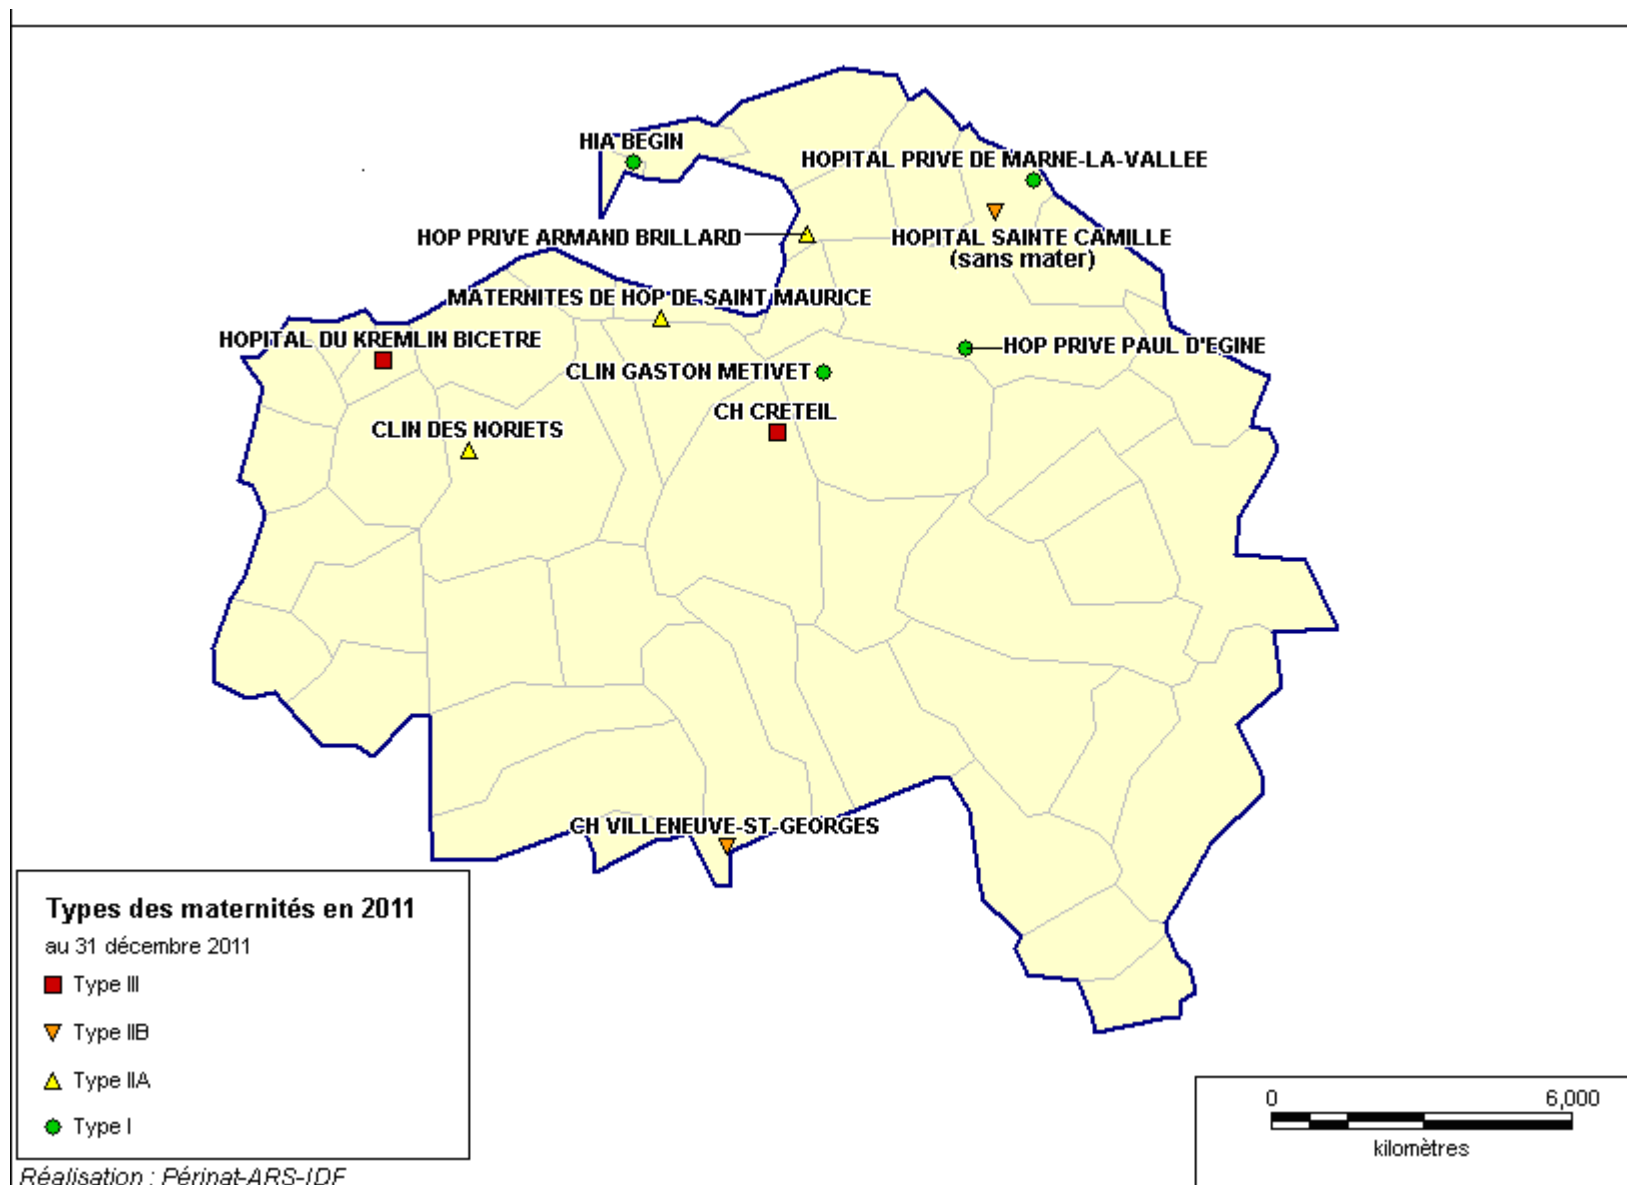 HIA BEGIN
HOPITAL PRIVE DE MARNE-LA-VALLEE
HOP PRIVE ARMAND BRILLARD
HOPITAL SAINTE CAMILLE
(sans mater)
MATERNITES DE HOP DE SAINT MAURICE
HOPITAL DU KREMLIN BICETRE
HOP PRIVE PAUL D'EGINE
CLIN GASTON METIVET
CH CRETEIL
CLIN DES NORIETS
CH VILLENEUVE-ST-GEORGES
Types des maternités en 2011
au 31 décembre 2011
Type III
Type IIB
Type IIA
Type I
0 6,000
kilomètres
Réalisation : Périnat-ARS-IDF